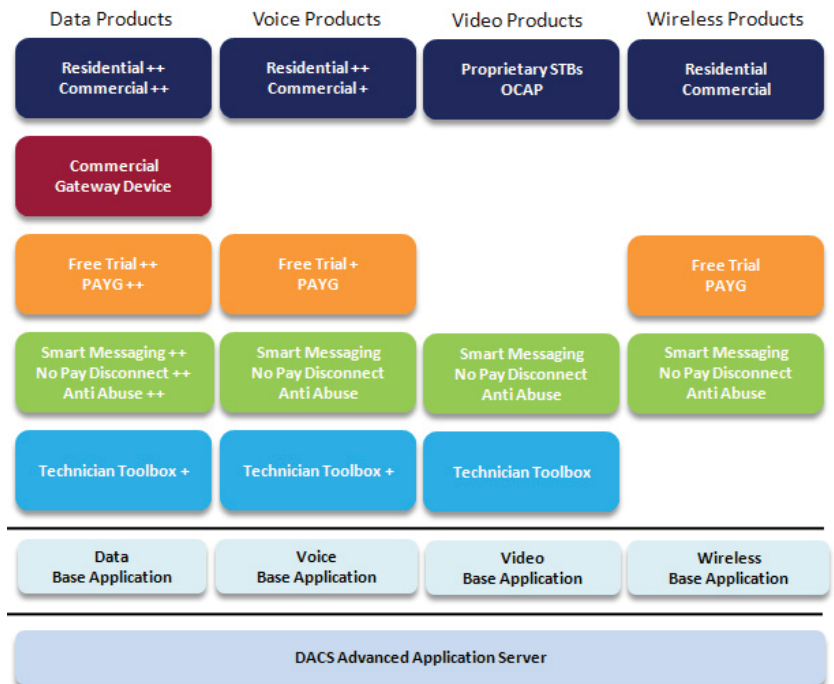 Data Products
Voice Products
Video Products
Wireless Products
Residential ++
Commercial ++
Residential ++
Commercial +
Proprietary STBs
OCAP
Residential
Commercial
Commercial
Gateway Device
Free Trial ++
PAYG ++
Free Trial +
PAYG
Free Trial
PAYG
Smart Messaging ++
No Pay Disconnect ++
Anti Abuse ++
Smart Messaging
No Pay Disconnect
Anti Abuse
Smart Messaging
No Pay Disconnect
Anti Abuse
Smart Messaging
No Pay Disconnect
Anti Abuse
Technician Toolbox +
Technician Toolbox +
Technician Toolbox
Data
Base Application
Voice
Base Application
Video
Base Application
Wireless
Base Application
DACS Advanced Application Server